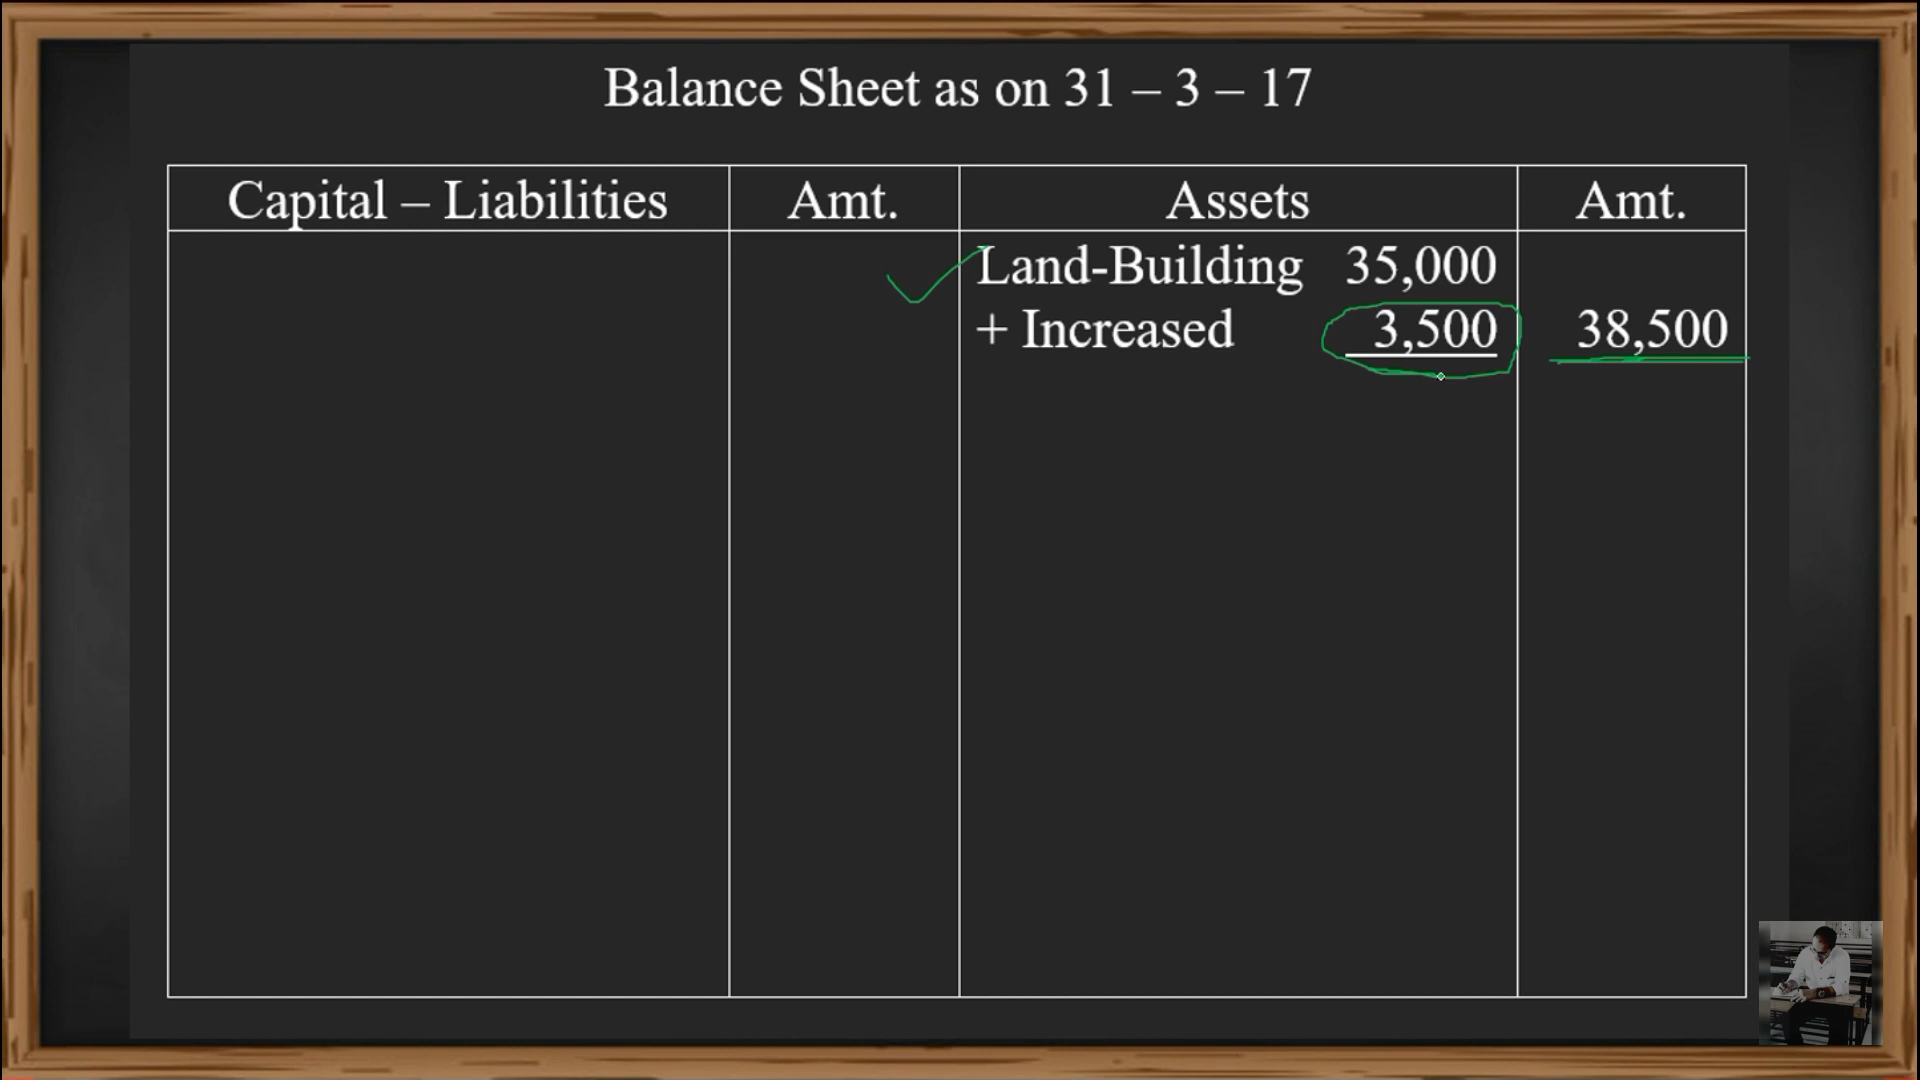 Balance Sheet as on 31 – 3 – 17
Capital – Liabilities Amt. Assets Amt.
Land-Building 35,000
+ Increased 3,500 38,500